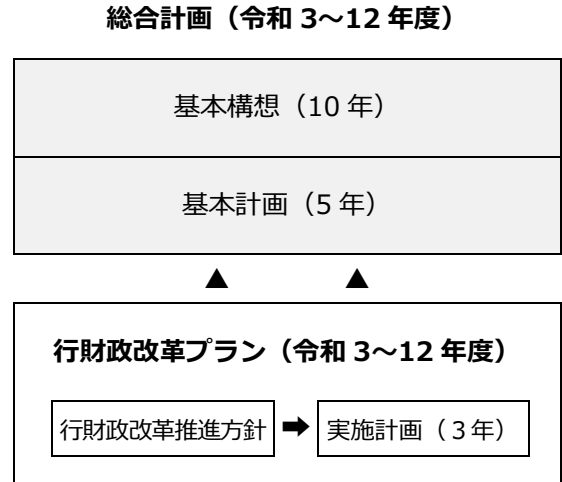 総合計画（令和 3～12 年度）
基本構想（10 年）
基本計画（5 年）
▲ ▲
行財政改革プラン（令和 3～12 年度）
行財政改革推進方針 ➡ 実施計画（３年）